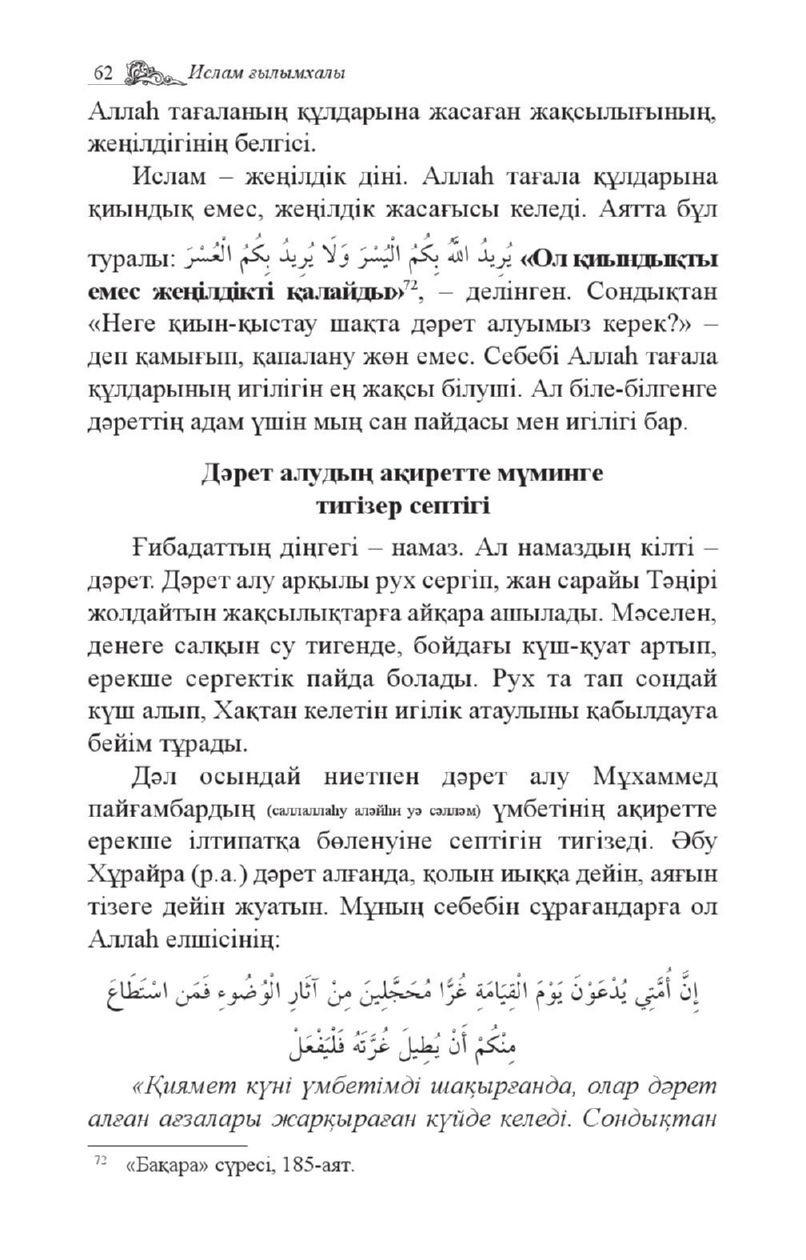 62 Ислам ғылымхалы
Аллаһ тағаланың құлдарына жасаған жақсылығының,
жеңілдігінің белгісі.
Ислам – жеңілдік діні. Аллаһ тағала құлдарына
қиындық емес, жеңілдік жасағысы келеді. Аятта бұл
туралы: يُرِيدُ اللهُ بِكُمُ الْيُسْرَ وَلَا يُرِيدُ بِكُمُ الْعُسْرَ «Ол қиындықты
емес жеңілдікті қалайды»72, – делінген. Сондықтан
«Неге қиын-қыстау шақта дәрет алуымыз керек?» –
деп қамығып, қапалану жөн емес. Себебі Аллаһ тағала
құлдарының игілігін ең жақсы білуші. Ал біле-білгенге
дәреттің адам үшін мың сан пайдасы мен игілігі бар.
Дәрет алудың ақиретте мүминге
тигізер септігі
Ғибадаттың діңгегі – намаз. Ал намаздың кілті –
дәрет. Дәрет алу арқылы рух сергіп, жан сарайы Тәңірі
жолдайтын жақсылықтарға айқара ашылады. Мәселен,
денеге салқын су тигенде, бойдағы күш-қуат артып,
ерекше сергектік пайда болады. Рух та тап сондай
күш алып, Хақтан келетін игілік атаулыны қабылдауға
бейім тұрады.
Дәл осындай ниетпен дәрет алу Мұхаммед
пайғамбардың (саллаллаһу аләйһи уә сәлләм) үмбетінің ақиретте
ерекше ілтипатқа бөленуіне септігін тигізеді. Әбу
Хұрайра (р.а.) дәрет алғанда, қолын иыққа дейін, аяғын
тізеге дейін жуатын. Мұның себебін сұрағандарға ол
Аллаһ елшісінің:
إِنَّ أُمَّتِي يُدْعَوْنَ يَوْمَ الْقِيَامَةِ غُرًّا مُحَجَّلِينَ مِنْ آثَارِ الْوُضُوءِ فَمَن اسْتَطَاعَ
مِنْكُمْ أَنْ يُطِيلَ غُرَّتَهُ فَلْيَفْعَلْ
«Қиямет күні үмбетімді шақырғанда, олар дәрет
алған ағзалары жарқыраған күйде келеді. Сондықтан
72 «Бақара» сүресі, 185-аят.